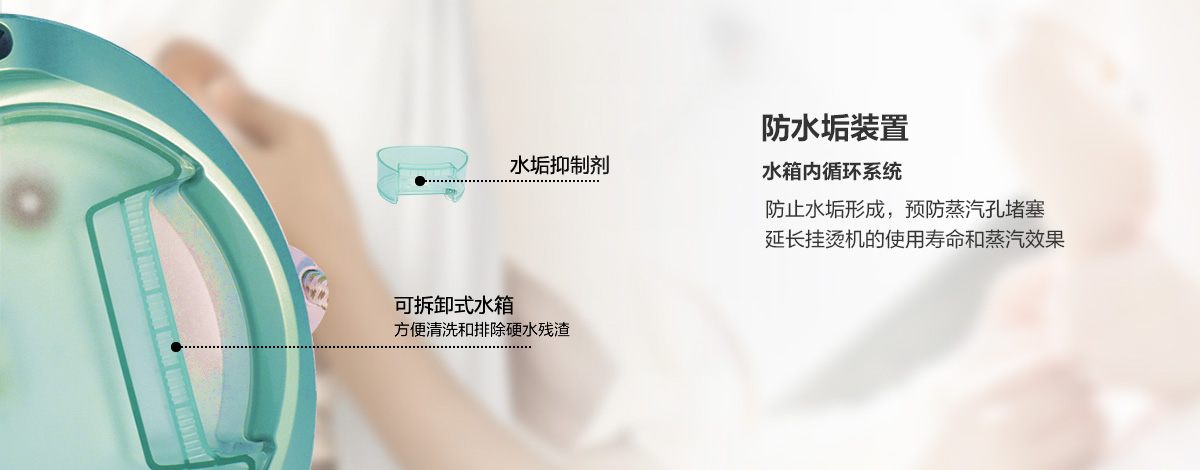 防水垢装置
水箱内循环系统
防止水垢形成，预防蒸汽孔堵塞
延长挂烫机的使用寿命和蒸汽效果
水垢抑制剂
可拆卸式水箱
方便清洗和排除硬水残渣